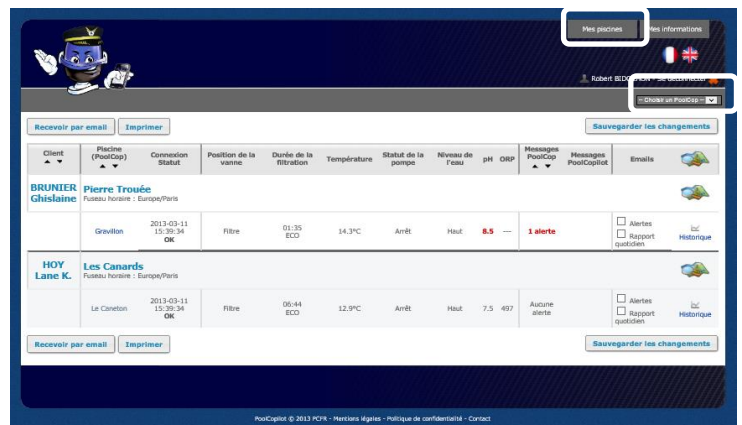 Mes piscines Mes informations
Robert
-- Choisir un PoolCop --
Recevoir par email Imprimer Sauvegarder les changements
Client Piscine (PoolCop) Connexion Statut Position de la vanne Durée de la filtration Température Statut de la pompe Niveau de l'eau pH ORP Messages PoolCop Messages PoolCopilot Emails
BRUNIER Ghislaine Pierre Trouée
Fuseau horaire : Europe/Paris
Gravillon 2013-03-11 15:39:34 OK Filtre 01:35 ECO 14.3°C Arrêt Haut 8.5 --- 1 alerte Alertes Rapport quotidien Historique
HOY Lane K. Les Canards
Fuseau horaire : Europe/Paris
Le Caneton 2013-03-11 15:39:34 OK Filtre 06:44 ECO 12.9°C Arrêt Haut 7.5 497 Aucune alerte Alertes Rapport quotidien Historique
Recevoir par email Imprimer Sauvegarder les changements
PoolCopilot © 2013 PCFR - Mentions légales - Politique de confidentialité - Contact